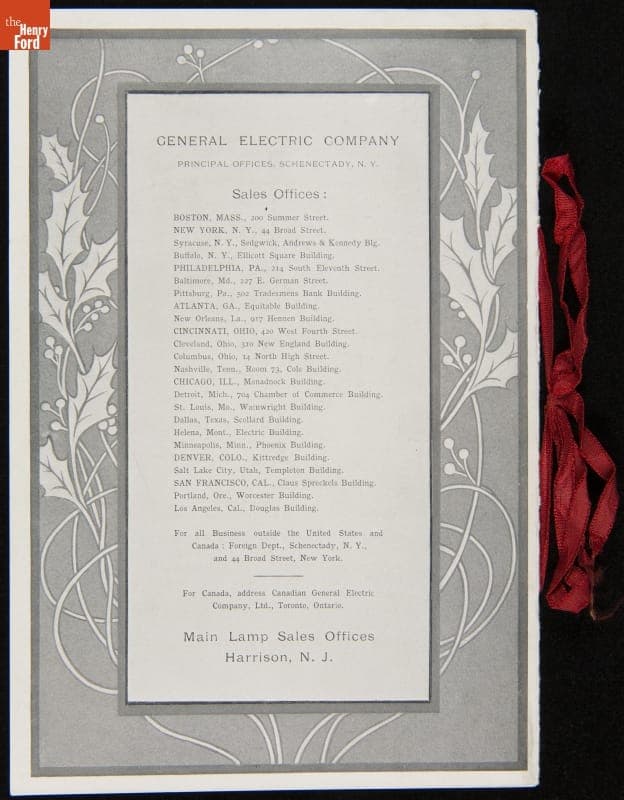 the
Henry
Ford
GENERAL ELECTRIC COMPANY
PRINCIPAL OFFICES, SCHENECTADY, N. Y.
Sales Offices:
BOSTON, MASS., 200 Summer Street.
NEW YORK, N. Y., 44 Broad Street.
Syracuse, N. Y., Sedgwick, Andrews & Kennedy Blg.
Buffalo, N. Y., Ellicott Square Building.
PHILADELPHIA, PA., 214 South Eleventh Street.
Baltimore, Md., 227 E. German Street.
Pittsburg, Pa., 502 Tradesmens Bank Building.
ATLANTA, GA., Equitable Building.
New Orleans, La., 917 Hennen Building.
CINCINNATI, OHIO, 420 West Fourth Street.
Cleveland, Ohio, 310 New England Building.
Columbus, Ohio, 14 North High Street.
Nashville, Tenn., Room 73, Cole Building.
CHICAGO, ILL., Monadnock Building.
Detroit, Mich., 704 Chamber of Commerce Building.
St. Louis, Mo., Wainwright Building.
Dallas, Texas, Scollard Building.
Helena, Mont., Electric Building.
Minneapolis, Minn., Phoenix Building.
DENVER, COLO., Kittredge Building.
Salt Lake City, Utah, Templeton Building.
SAN FRANCISCO, CAL., Claus Spreckels Building.
Portland, Ore., Worcester Building.
Los Angeles, Cal., Douglas Building.
For all Business outside the United States and
Canada: Foreign Dept., Schenectady, N. Y.,
and 44 Broad Street, New York.
For Canada, address Canadian General Electric
Company, Ltd., Toronto, Ontario.
Main Lamp Sales Offices
Harrison, N. J.